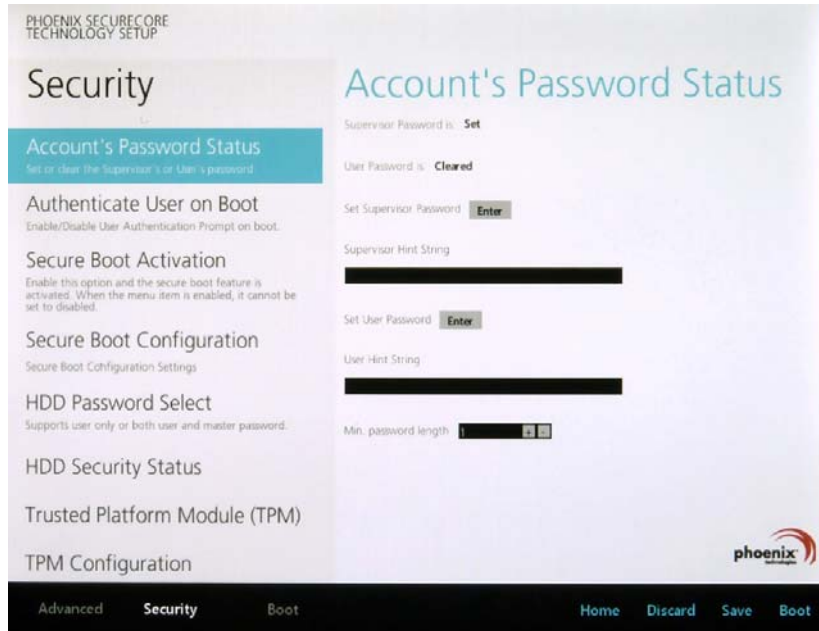 PHOENIX SECURECORE
TECHNOLOGY SETUP
Security
Account's Password Status
Set or clear the Supervisor's or User's password
Authenticate User on Boot
Enable/Disable User Authentication Prompt on boot.
Secure Boot Activation
Enable this option and the secure boot feature is
activated. When the menu item is enabled, it cannot be
set to disabled.
Secure Boot Configuration
Secure Boot Configuration Settings
HDD Password Select
Supports user only or both user and master password.
HDD Security Status
Trusted Platform Module (TPM)
TPM Configuration
Account's Password Status
Supervisor Password is: Set
User Password is: Cleared
Set Supervisor Password Enter
Supervisor Hint String
Set User Password Enter
User Hint String
Min. password length 1 + -
phoenix
technologies
Advanced Security Boot Home Discard Save Boot